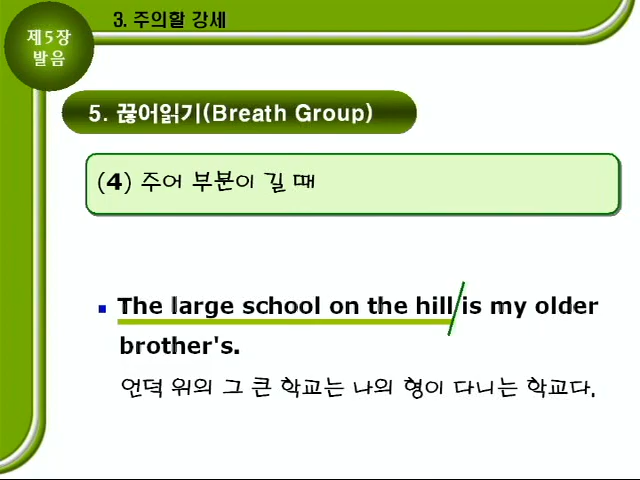 3. 주의할 강세
제5장
발음
5. 끊어읽기(Breath Group)
(4) 주어 부분이 길 때
The large school on the hill/is my older
brother's.
언덕 위의 그 큰 학교는 나의 형이 다니는 학교다.